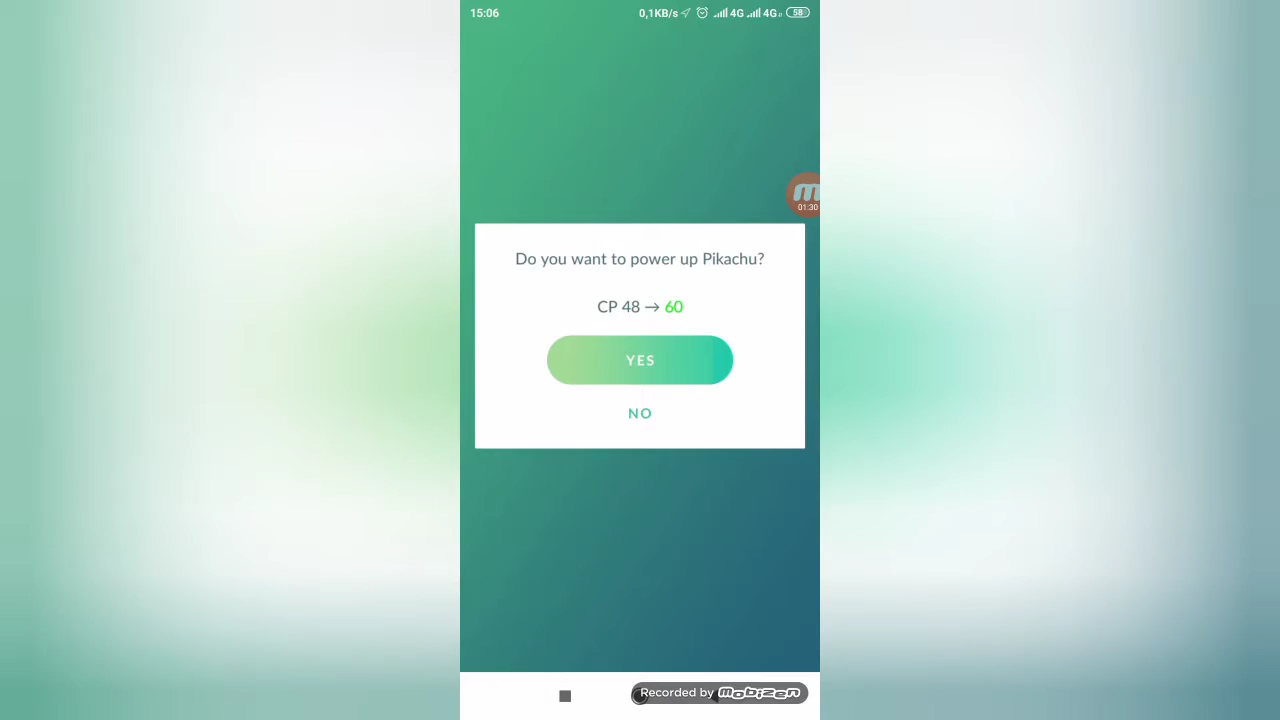 15:06
0,1KB/s 4G 4G 58
m
01:30
Do you want to power up Pikachu?
CP 48 → 60
YES
NO
Recorded by mobizen